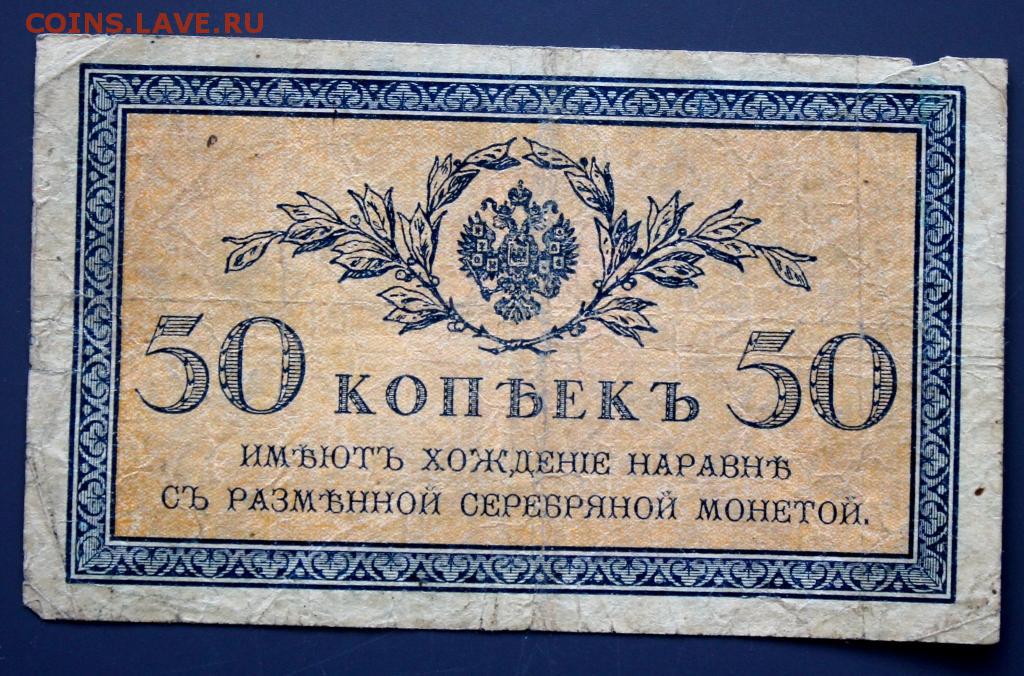 COINS.LAVE.RU
50 КОПѢЕКЪ 50
ИМѢЮТЪ ХОЖДЕНІЕ НАРАВНѢ
СЪ РАЗМѢННОЙ СЕРЕБРЯНОЙ МОНЕТОЙ.